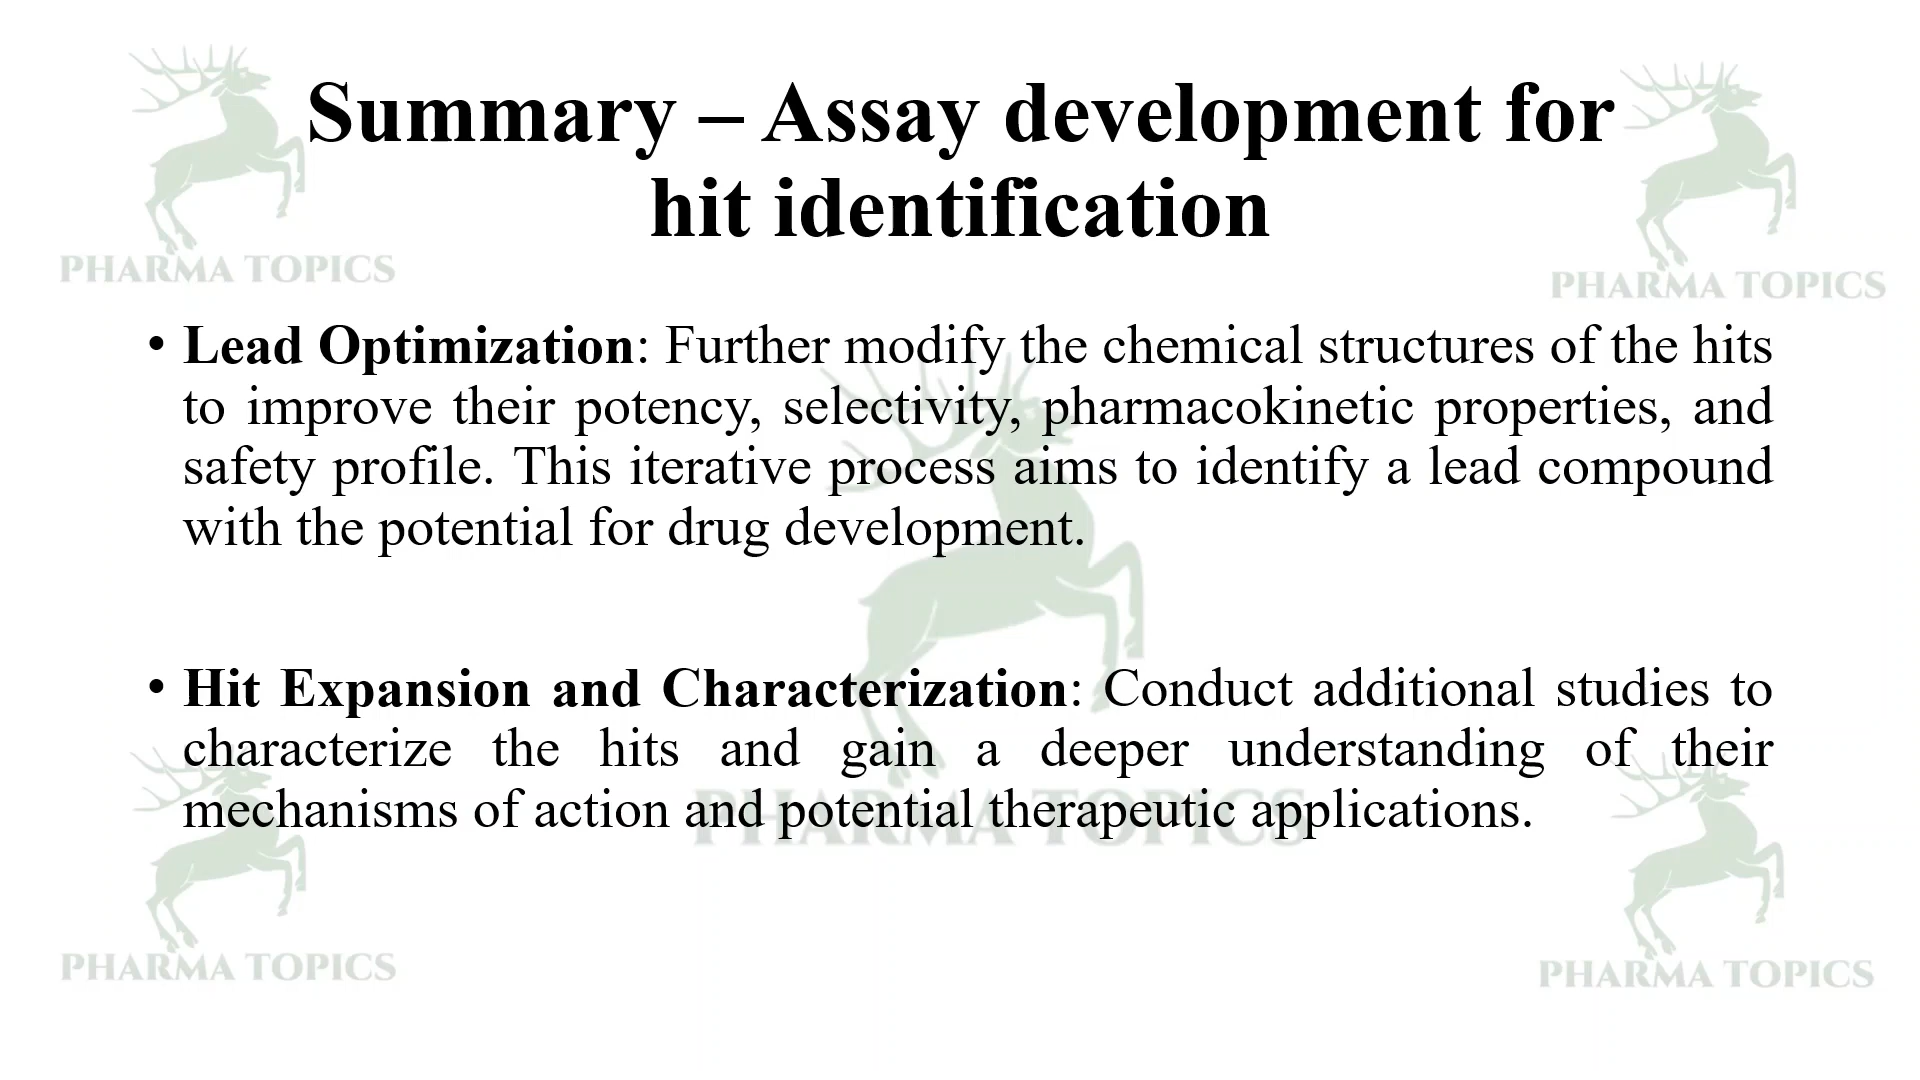 Summary – Assay development for
hit identification
PHARMA TOPICS
PHARMA TOPICS
• Lead Optimization: Further modify the chemical structures of the hits
to improve their potency, selectivity, pharmacokinetic properties, and
safety profile. This iterative process aims to identify a lead compound
with the potential for drug development.
• Hit Expansion and Characterization: Conduct additional studies to
characterize the hits and gain a deeper understanding of their
mechanisms of action and potential therapeutic applications.
PHARMA TOPICS
PHARMA TOPICS
PHARMA TOPICS